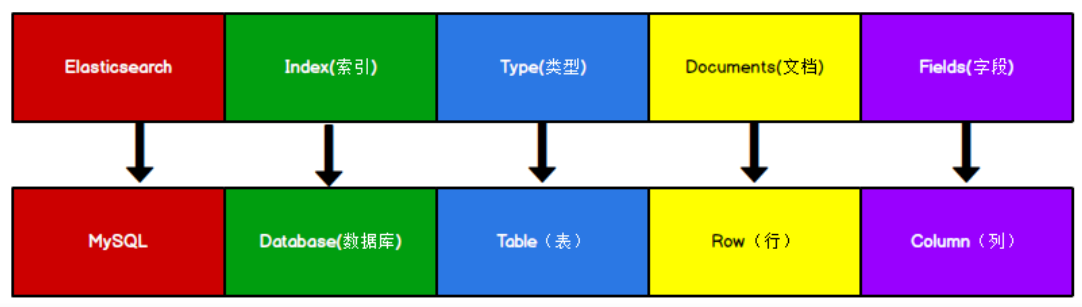 Elasticsearch
Index(索引)
Type(类型)
Documents(文档)
Fields(字段)
MySQL
Database(数据库)
Table（表）
Row（行）
Column（列）